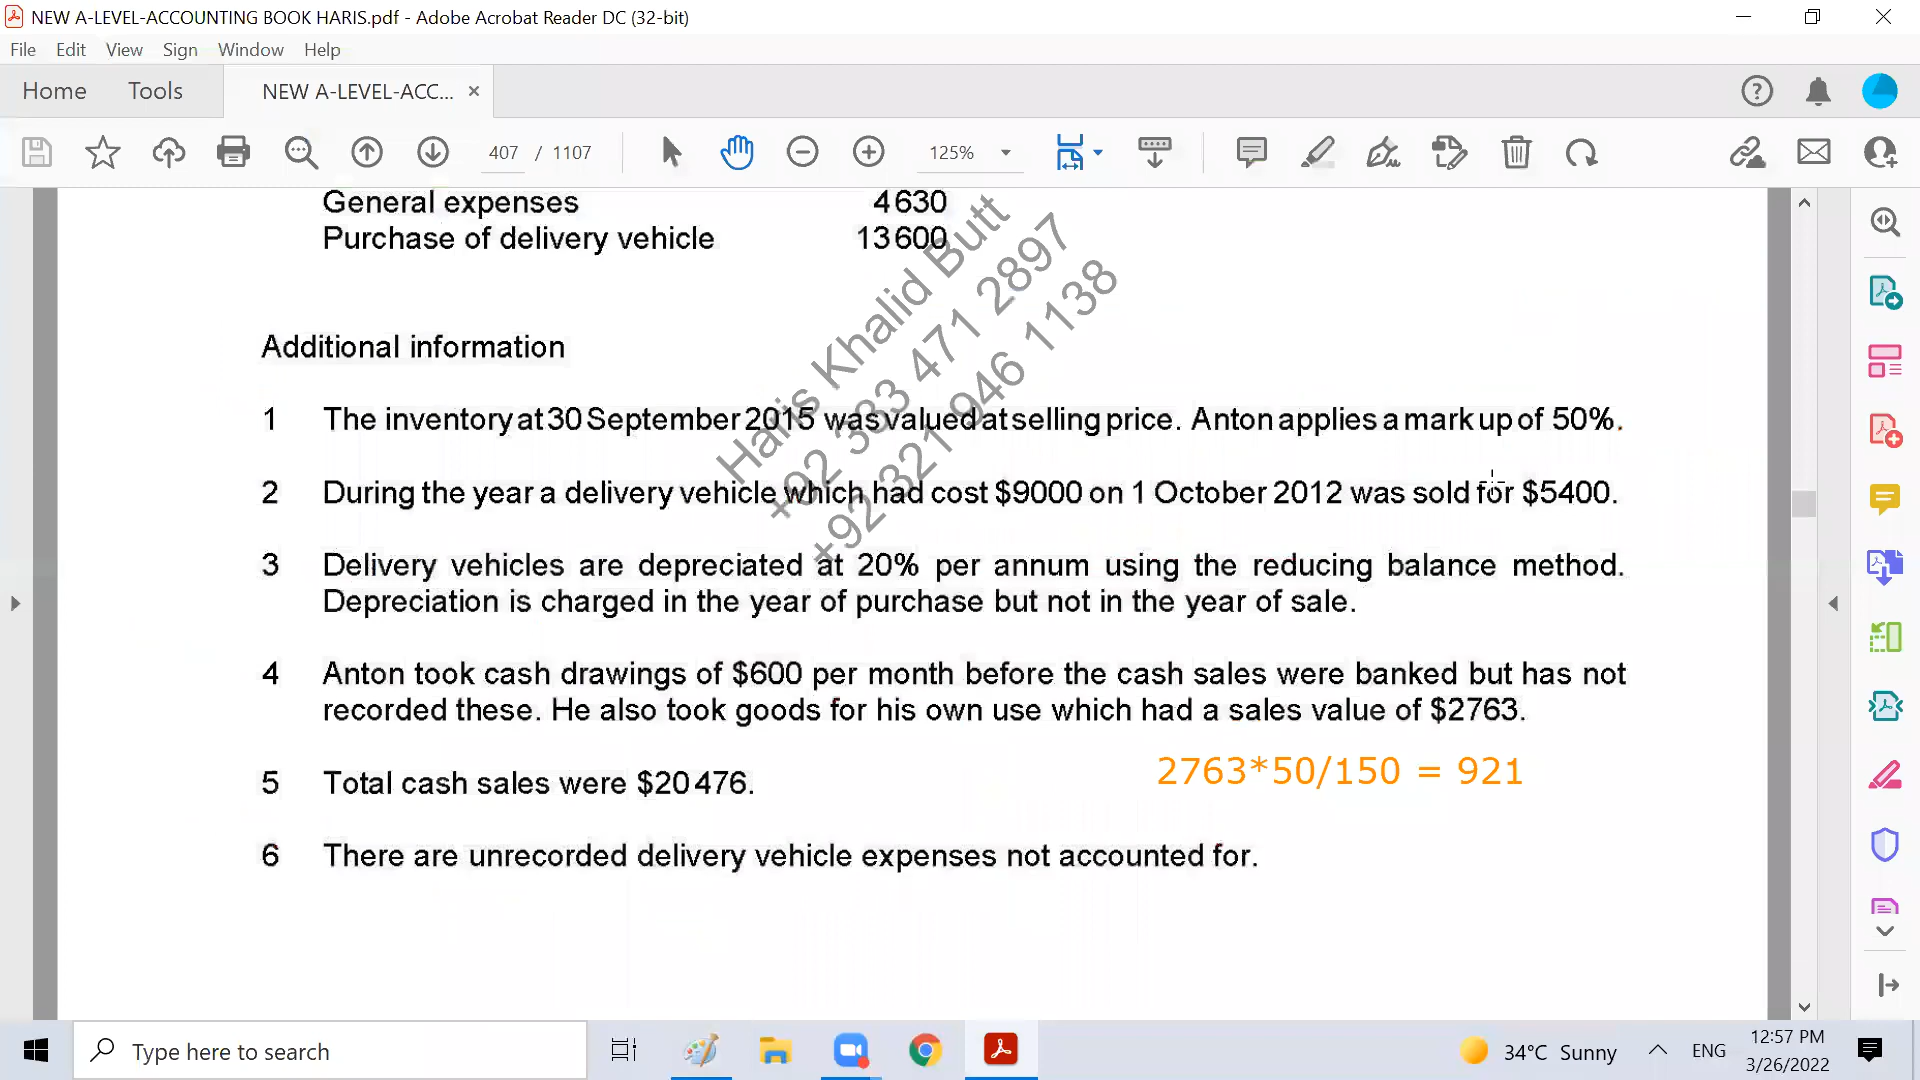 NEW A-LEVEL-ACCOUNTING BOOK HARIS.pdf - Adobe Acrobat Reader DC (32-bit)
File Edit View Sign Window Help
Home Tools NEW A-LEVEL-ACC... ×
407 / 1107 125%
General expenses 4630
Purchase of delivery vehicle 13600
Haris Khalid Butt
+92 333 471 2897
+92 321 946 1138
Additional information
1 The inventory at 30 September 2015 was valued at selling price. Anton applies a mark up of 50%.
2 During the year a delivery vehicle which had cost $9000 on 1 October 2012 was sold for $5400.
3 Delivery vehicles are depreciated at 20% per annum using the reducing balance method.
Depreciation is charged in the year of purchase but not in the year of sale.
4 Anton took cash drawings of $600 per month before the cash sales were banked but has not
recorded these. He also took goods for his own use which had a sales value of $2763.
2763*50/150 = 921
5 Total cash sales were $20476.
6 There are unrecorded delivery vehicle expenses not accounted for.
Type here to search
34°C Sunny
ENG
12:57 PM
3/26/2022